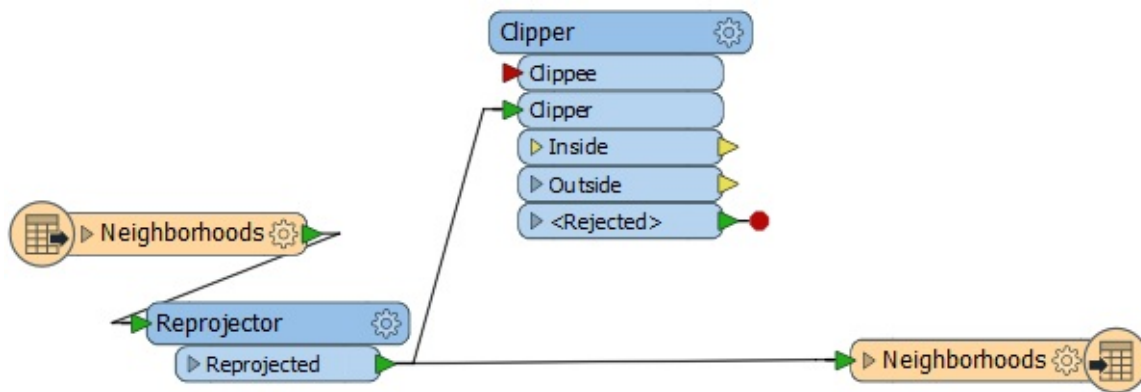 Clipper
Clippee
Clipper
Inside
Outside
<Rejected>
Neighborhoods
Reprojector
Reprojected
Neighborhoods